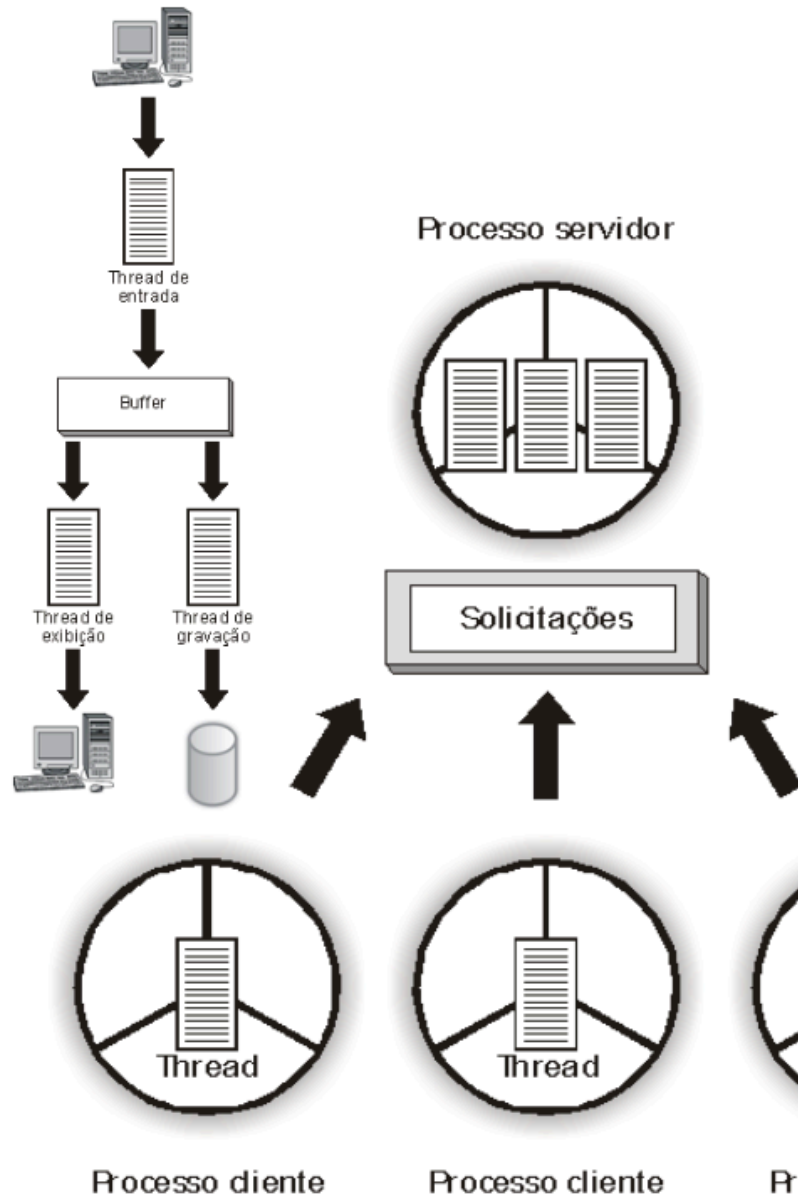 Thread de
entrada
Buffer
Thread de
exibição
Thread de
gravação
Processo servidor
Solicitações
Thread
Thread
Processo cliente
Processo cliente
Pr